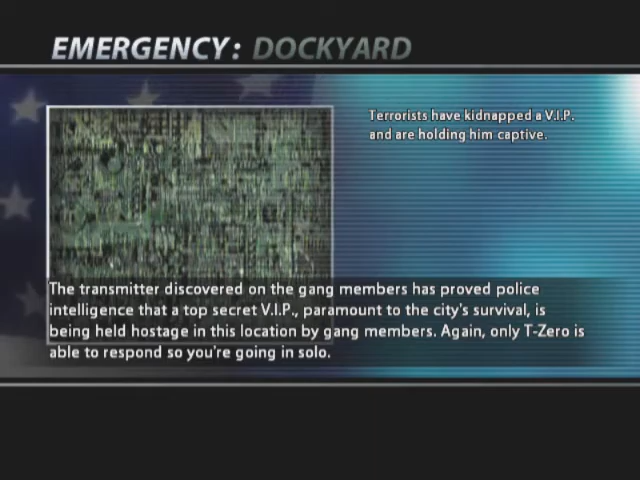 EMERGENCY: DOCKYARD
Terrorists have kidnapped a V.I.P.
and are holding him captive.
The transmitter discovered on the gang members has proved police
intelligence that a top secret V.I.P., paramount to the city's survival, is
being held hostage in this location by gang members. Again, only T-Zero is
able to respond so you're going in solo.